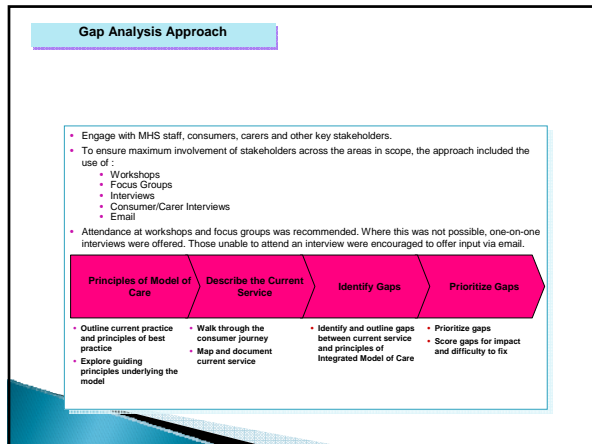 Gap Analysis Approach
• Engage with MHS staff, consumers, carers and other key stakeholders.
• To ensure maximum involvement of stakeholders across the areas in scope, the approach included the
use of :
• Workshops
• Focus Groups
• Interviews
• Consumer/Carer Interviews
• Email
• Attendance at workshops and focus groups was recommended. Where this was not possible, one-on-one
interviews were offered. Those unable to attend an interview were encouraged to offer input via email.
Principles of Model of
Care
Describe the Current
Service
Identify Gaps
Prioritize Gaps
• Outline current practice
and principles of best
practice
• Explore guiding
principles underlying the
model
• Walk through the
consumer journey
• Map and document
current service
• Identify and outline gaps
between current service
and principles of
Integrated Model of Care
• Prioritize gaps
• Score gaps for impact
and difficulty to fix